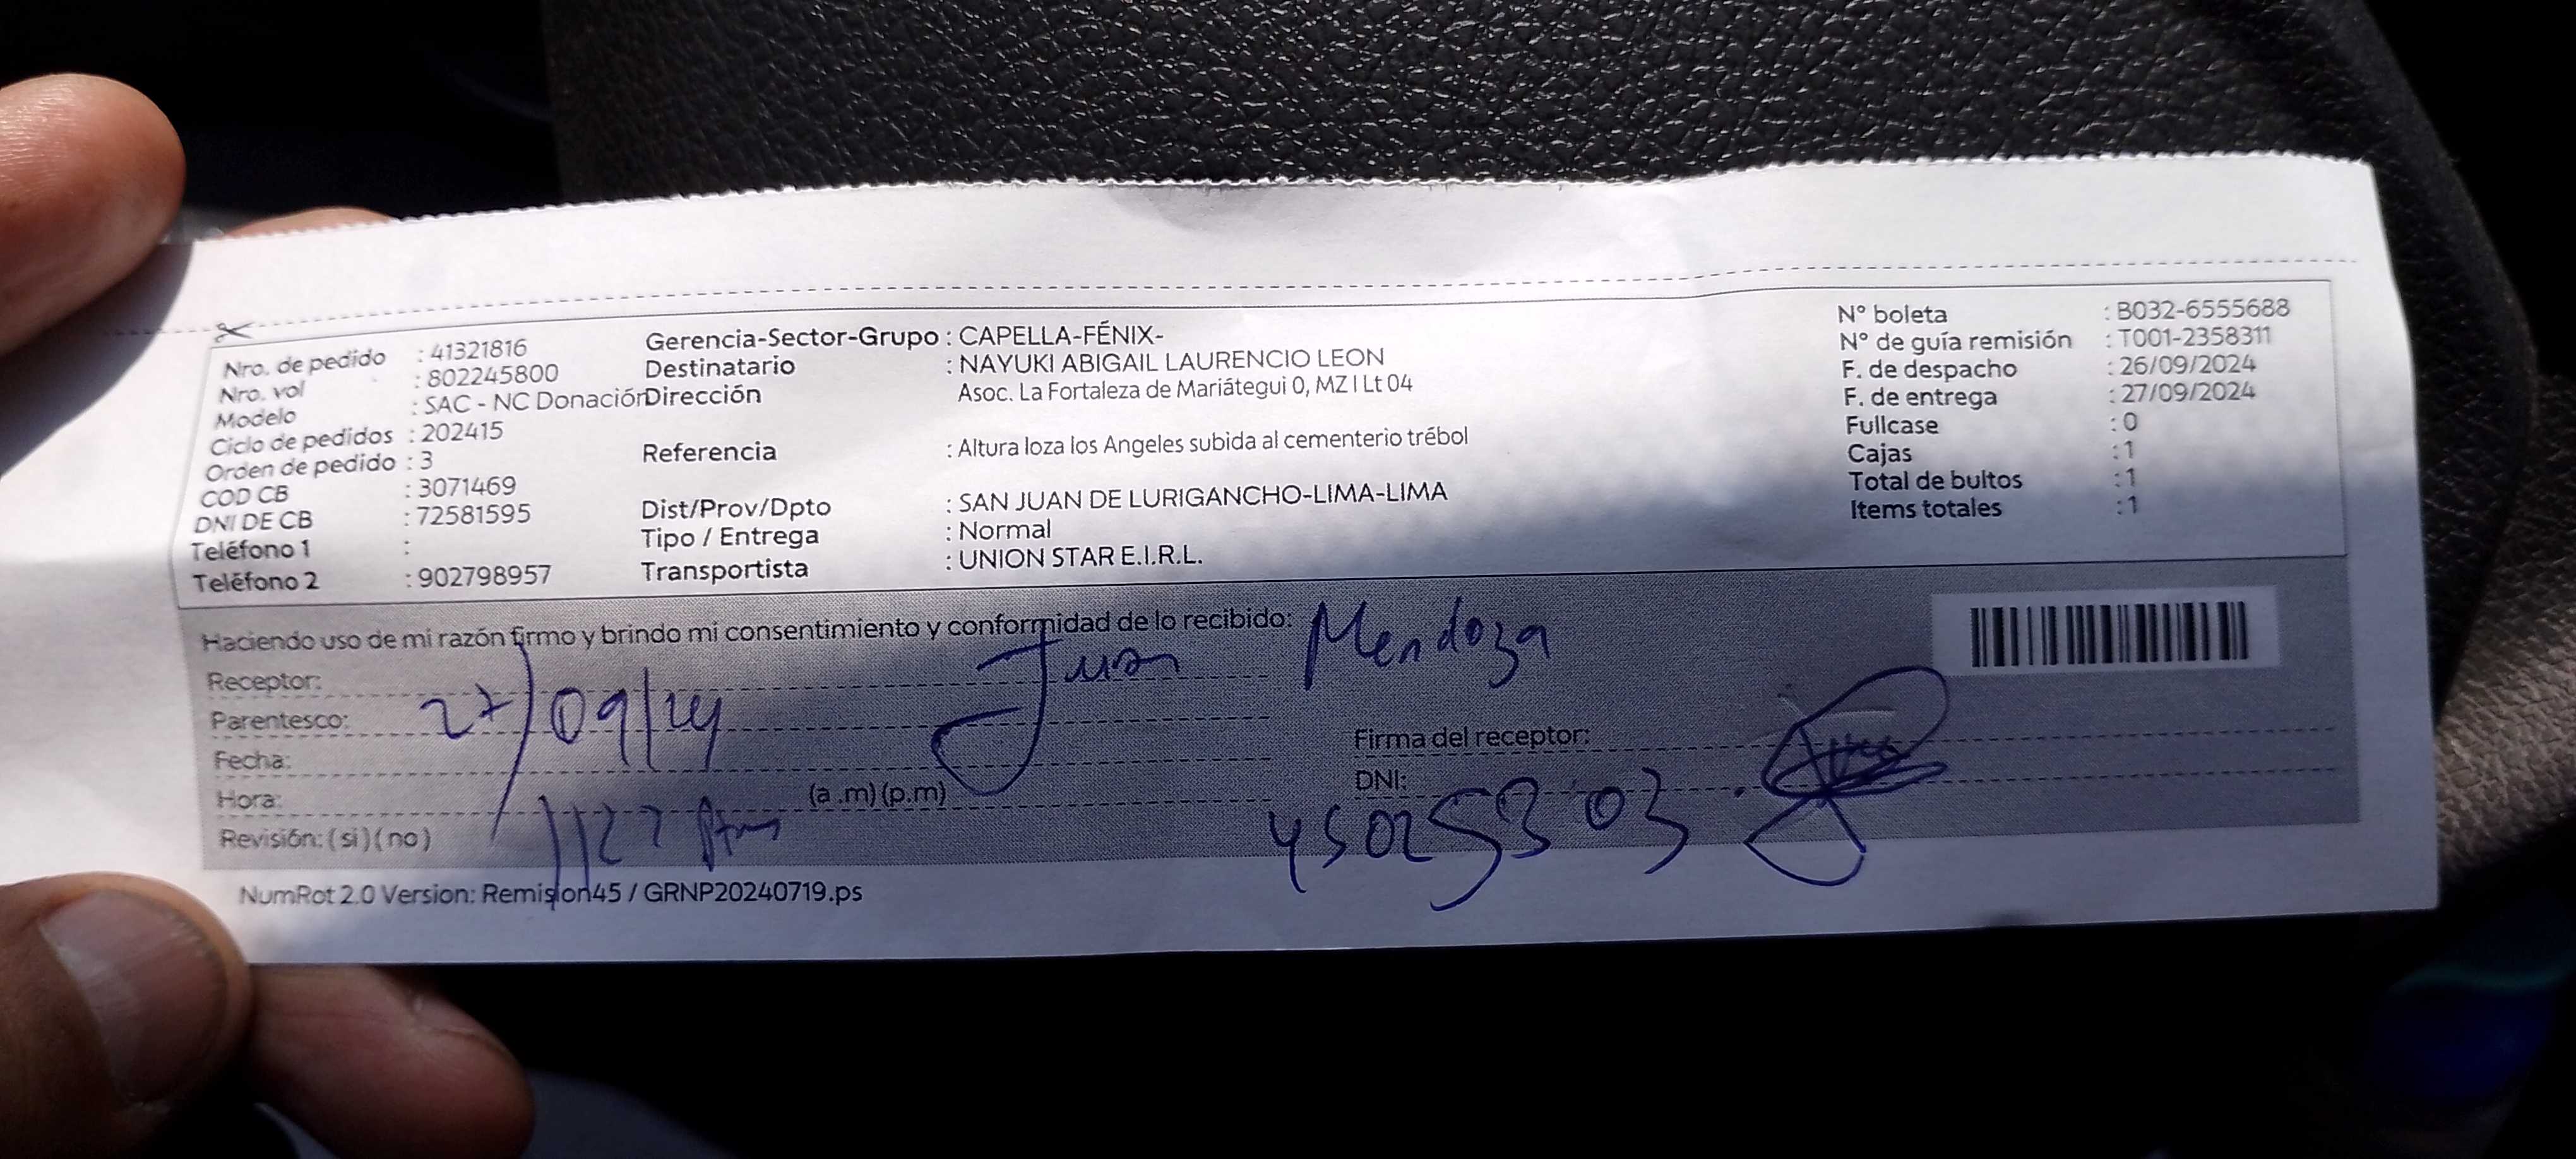 Nro. de pedido : 41321816
Nro. vol : 802245800
Modelo : SAC - NC Donación
Ciclo de pedidos : 202415
Orden de pedido : 3
COD CB : 3071469
DNI DE CB : 72581595
Teléfono 1 :
Teléfono 2 : 902798957
Gerencia-Sector-Grupo : CAPELLA-FÉNIX-
Destinatario : NAYUKI ABIGAIL LAURENCIO LEON
Dirección Asoc. La Fortaleza de Mariátegui 0, MZ I Lt 04
Referencia : Altura loza los Angeles subida al cementerio trébol
Dist/Prov/Dpto : SAN JUAN DE LURIGANCHO-LIMA-LIMA
Tipo / Entrega : Normal
Transportista : UNION STAR E.I.R.L.
N° boleta : B032-6555688
N° de guía remisión : T001-2358311
F. de despacho : 26/09/2024
F. de entrega : 27/09/2024
Fullcase : 0
Cajas : 1
Total de bultos : 1
Items totales : 1
Haciendo uso de mi razón firmo y brindo mi consentimiento y conformidad de lo recibido:
Receptor: Juan Mendoza
Parentesco: 27/09/24
Fecha:
Hora: (a .m) (p.m)
Revisión: ( si ) ( no )
Firma del receptor:
DNI:
NumRot 2.0 Version: Remision45 / GRNP20240719.ps